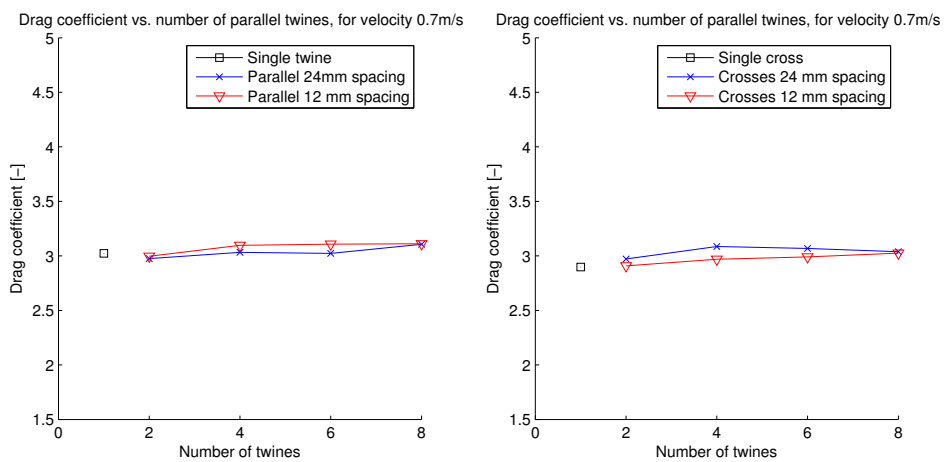 Drag coefficient vs. number of parallel twines, for velocity 0.7m/s
5
4.5
4
3.5
3
2.5
2
1.5
0
2
4
6
8
Drag coefficient [−]
Number of twines
Single twine
Parallel 24mm spacing
Parallel 12 mm spacing
Drag coefficient vs. number of parallel twines, for velocity 0.7m/s
5
4.5
4
3.5
3
2.5
2
1.5
0
2
4
6
8
Drag coefficient [−]
Number of twines
Single cross
Crosses 24 mm spacing
Crosses 12 mm spacing